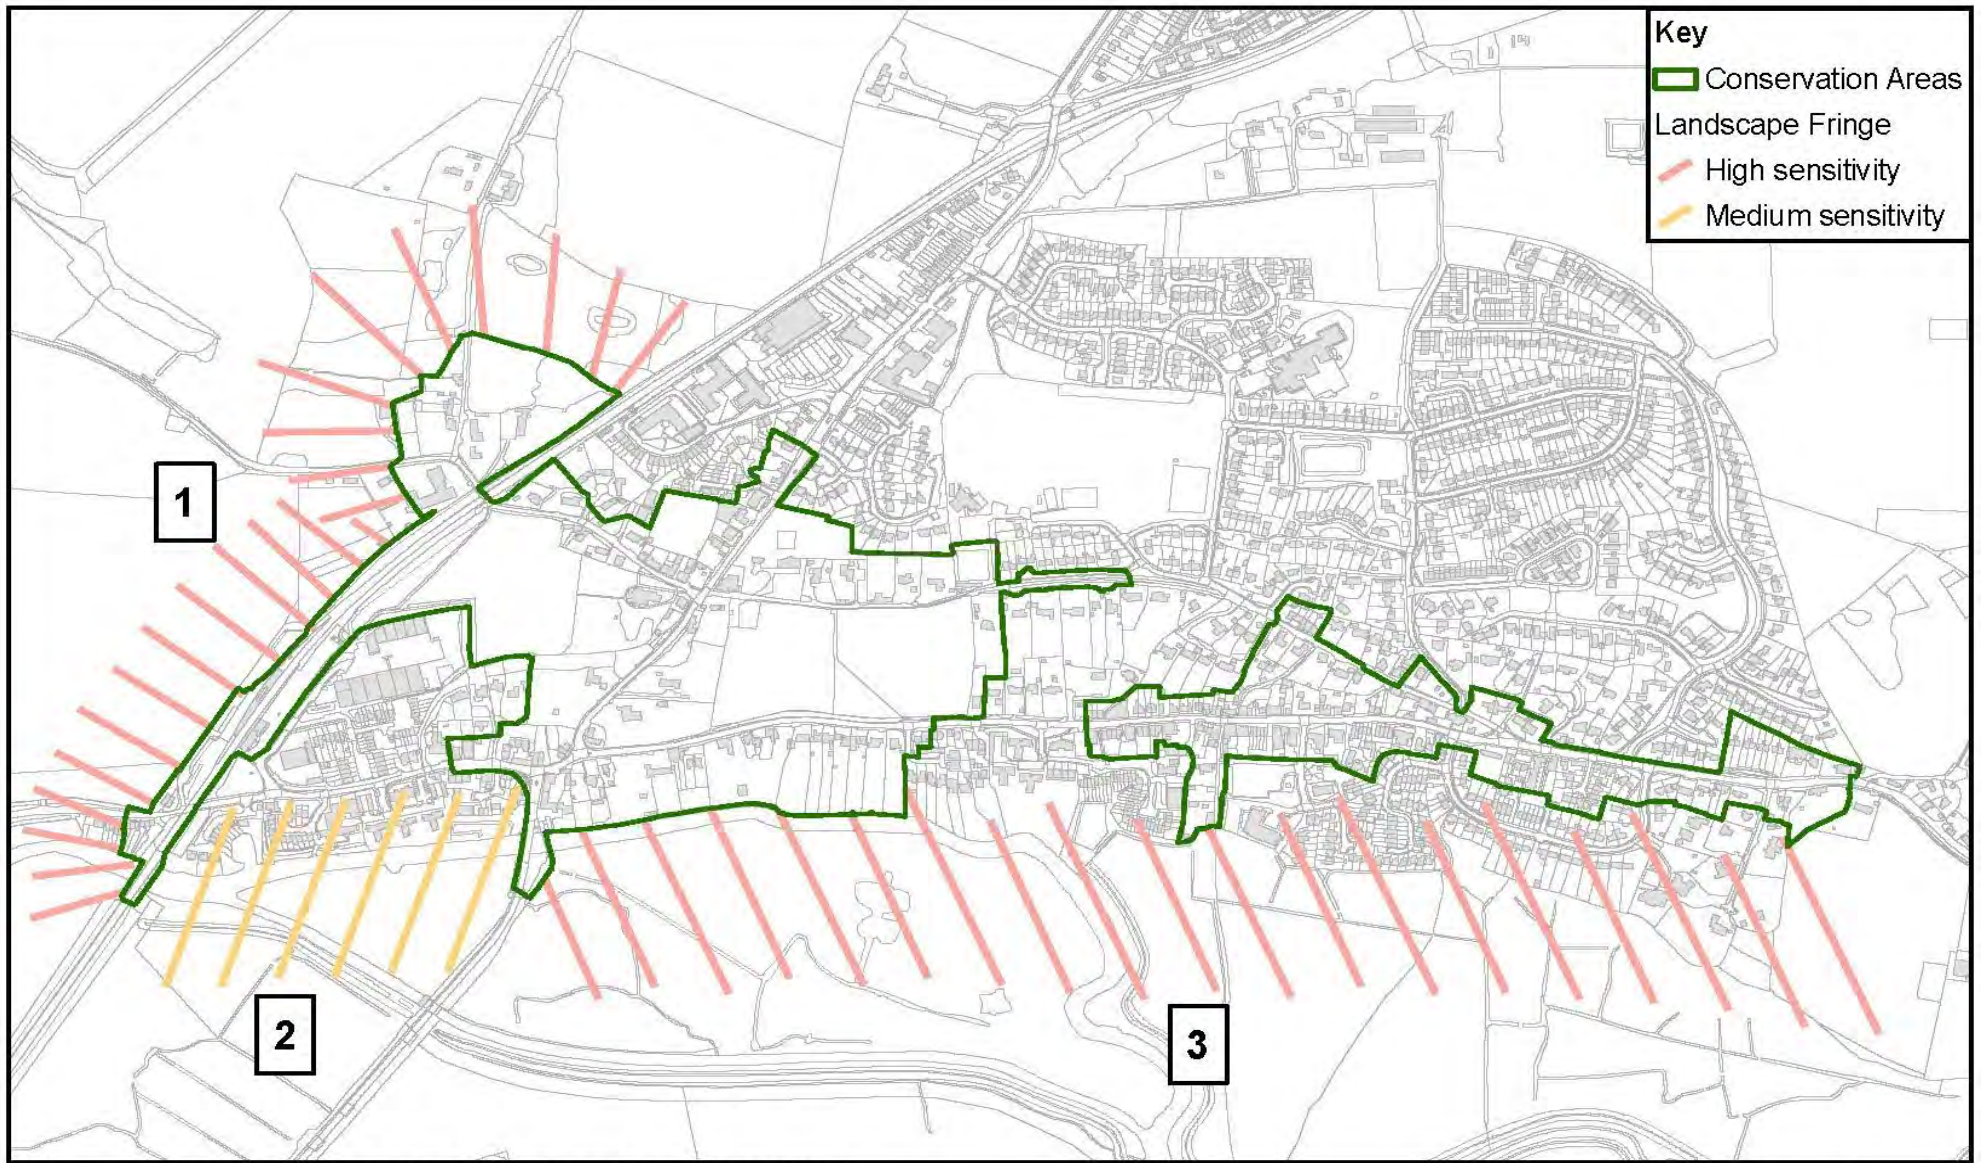 Key
Conservation Areas
Landscape Fringe
High sensitivity
Medium sensitivity
1
2
3